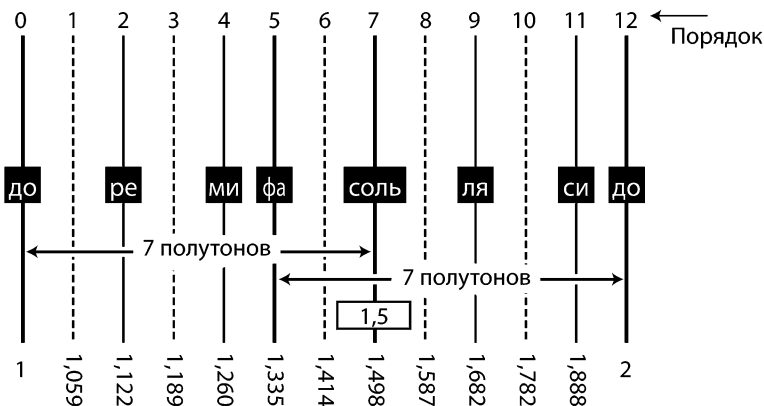 0 1 2 3 4 5 6 7 8 9 10 11 12
Порядок
до ре ми фа соль ля си до
7 полутонов
7 полутонов
1,5
1 1,059 1,122 1,189 1,260 1,335 1,414 1,498 1,587 1,682 1,782 1,888 2